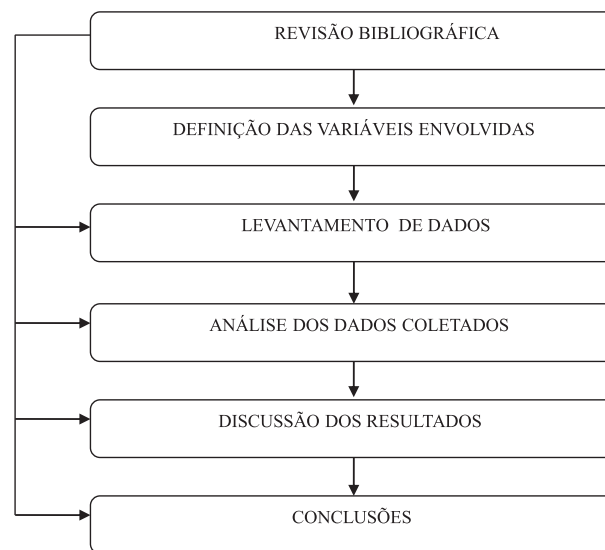 REVISÃO BIBLIOGRÁFICA
DEFINIÇÃO DAS VARIÁVEIS ENVOLVIDAS
LEVANTAMENTO DE DADOS
ANÁLISE DOS DADOS COLETADOS
DISCUSSÃO DOS RESULTADOS
CONCLUSÕES